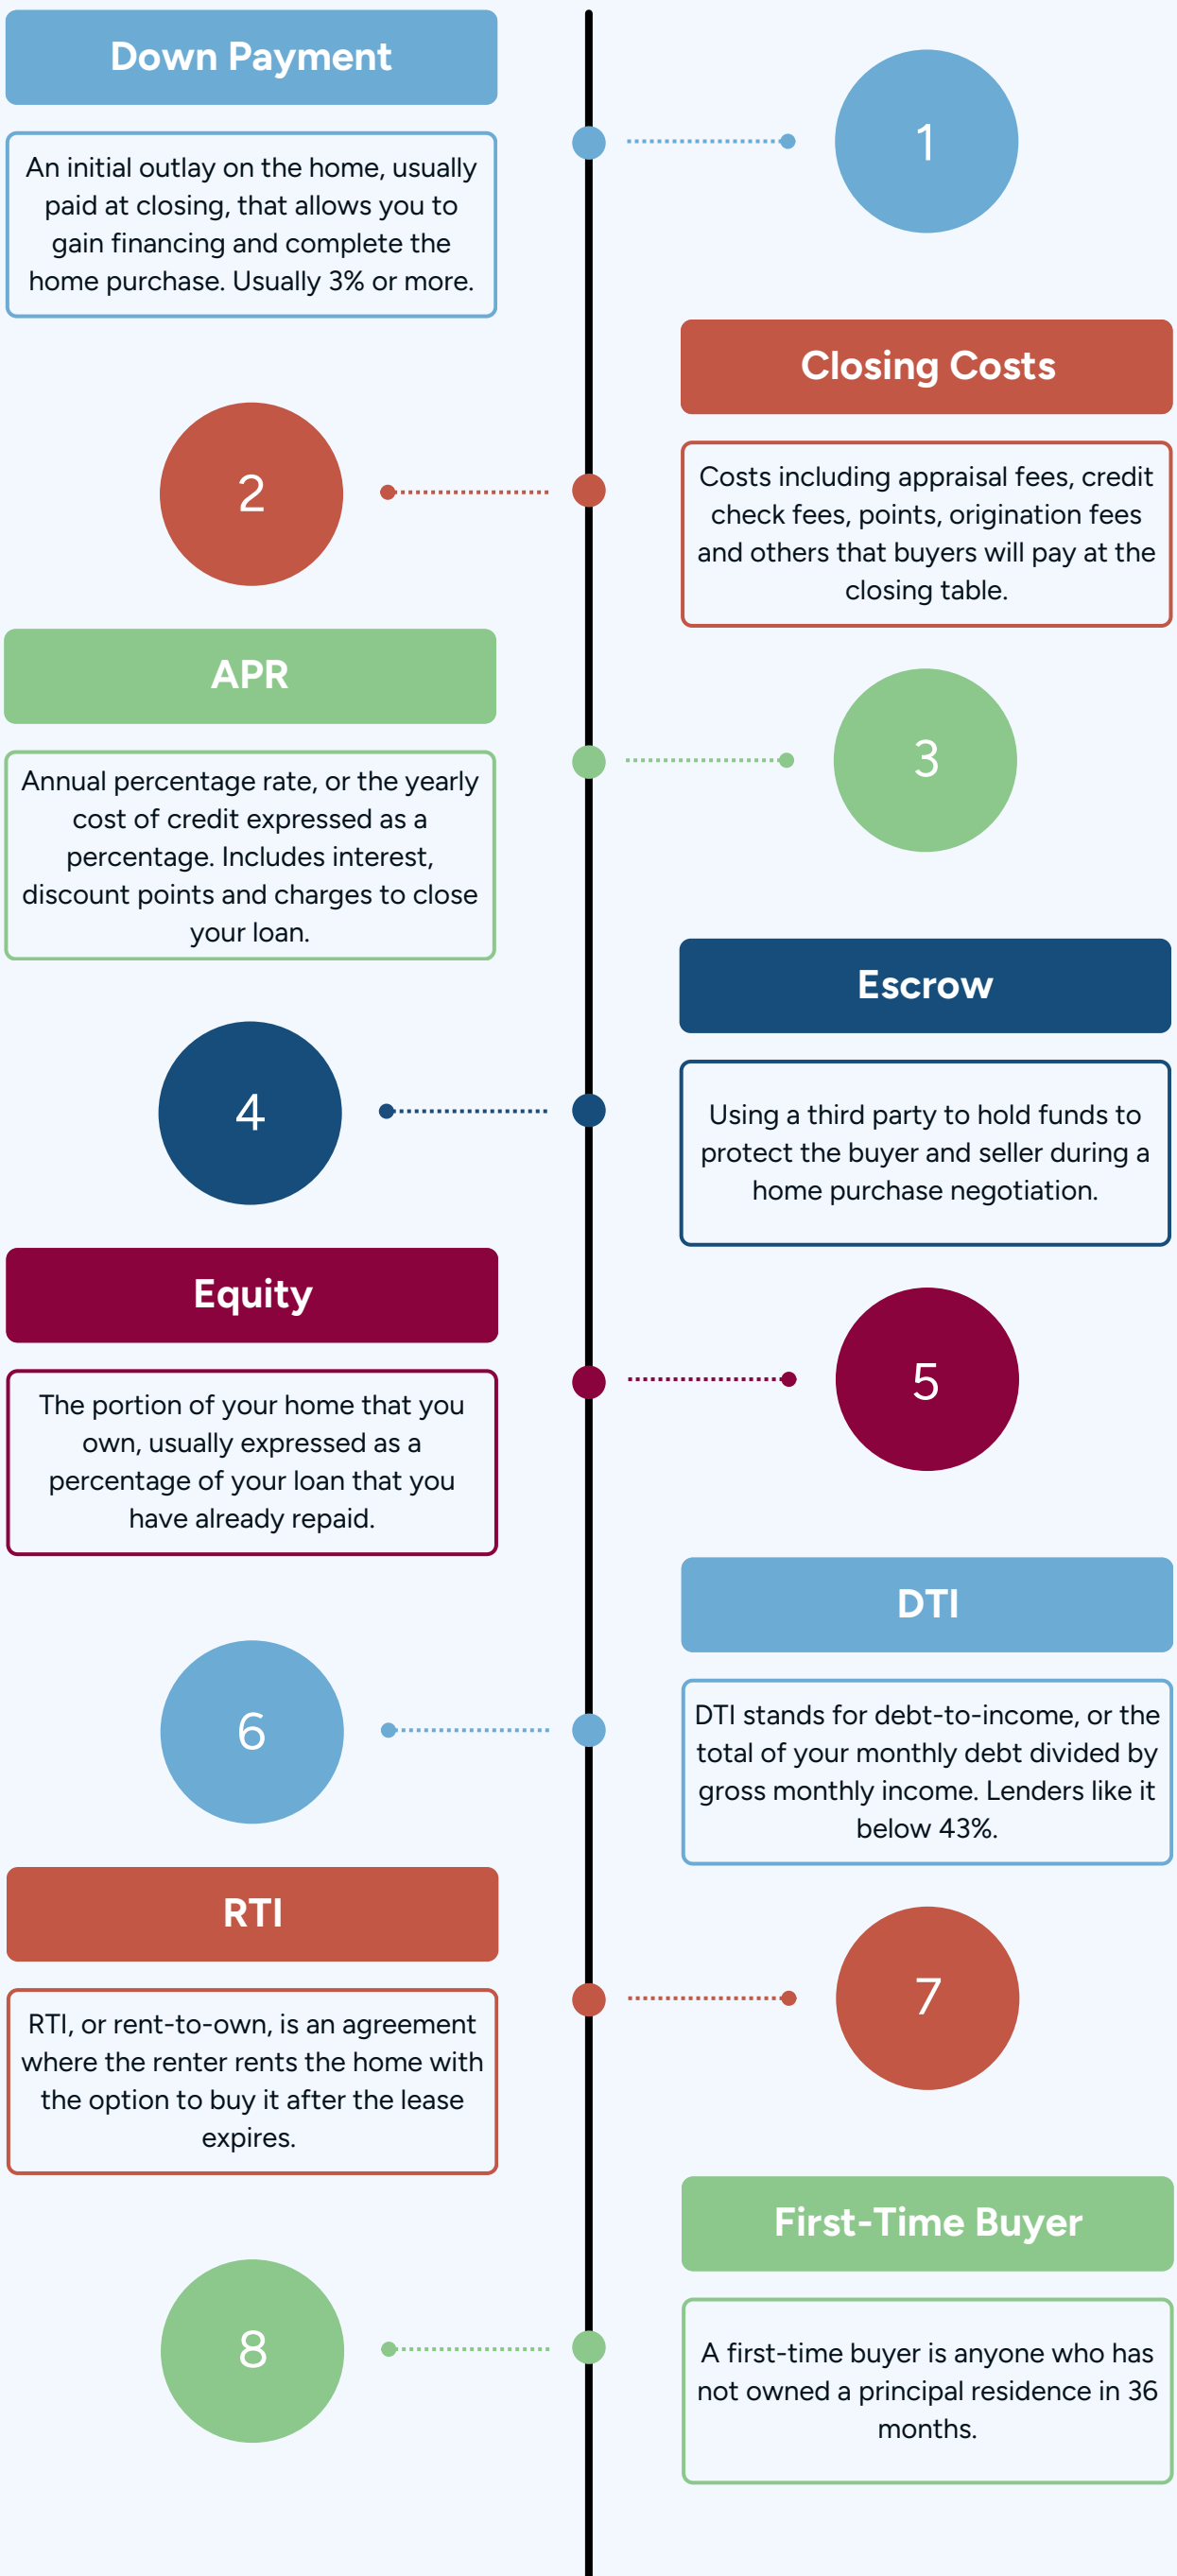 Down Payment
1
An initial outlay on the home, usually
paid at closing, that allows you to
gain financing and complete the
home purchase. Usually 3% or more.
Closing Costs
2
Costs including appraisal fees, credit
check fees, points, origination fees
and others that buyers will pay at the
closing table.
APR
3
Annual percentage rate, or the yearly
cost of credit expressed as a
percentage. Includes interest,
discount points and charges to close
your loan.
Escrow
4
Using a third party to hold funds to
protect the buyer and seller during a
home purchase negotiation.
Equity
5
The portion of your home that you
own, usually expressed as a
percentage of your loan that you
have already repaid.
DTI
6
DTI stands for debt-to-income, or the
total of your monthly debt divided by
gross monthly income. Lenders like it
below 43%.
RTI
7
RTI, or rent-to-own, is an agreement
where the renter rents the home with
the option to buy it after the lease
expires.
First-Time Buyer
8
A first-time buyer is anyone who has
not owned a principal residence in 36
months.